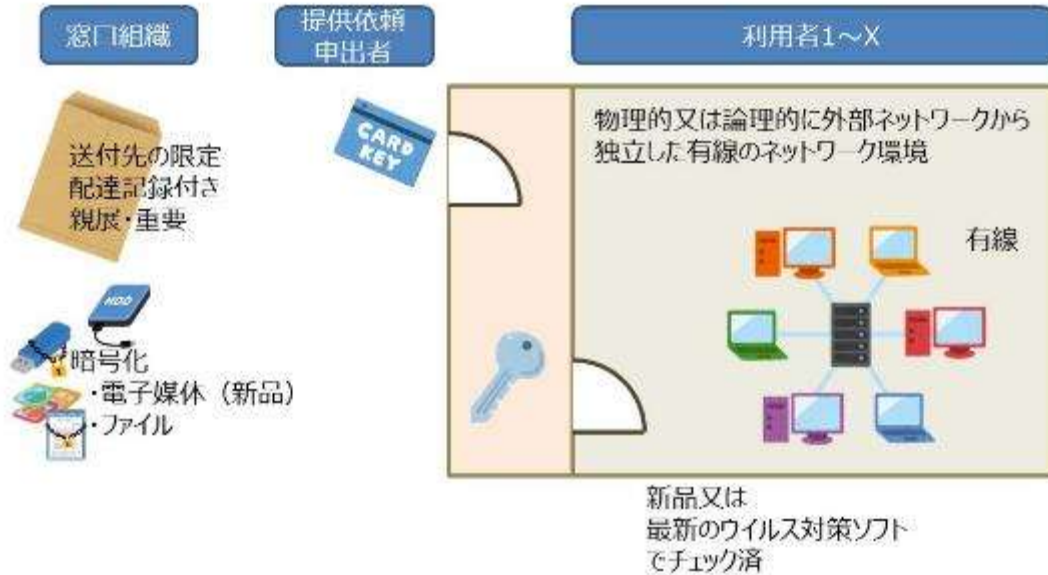 窓口組織
提供依頼
申出者
利用者1～X
送付先の限定
配達記録付き
親展・重要
CARD
KEY
物理的又は論理的に外部ネットワークから
独立した有線のネットワーク環境
有線
HDD
暗号化
・電子媒体（新品）
・ファイル
新品又は
最新のウイルス対策ソフト
でチェック済